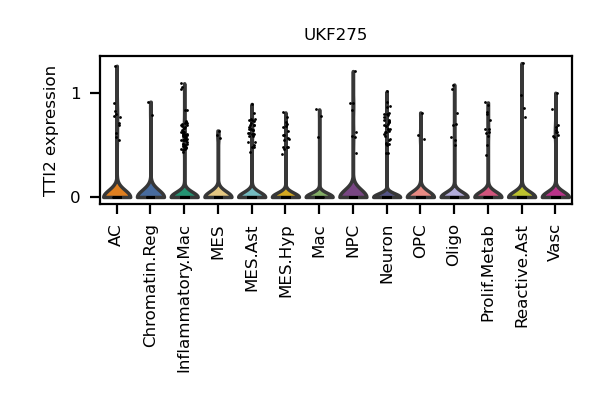 UKF275
TTI2 expression
1
0
AC
Chromatin.Reg
Inflammatory.Mac
MES
MES.Ast
MES.Hyp
Mac
NPC
Neuron
OPC
Oligo
Prolif.Metab
Reactive.Ast
Vasc